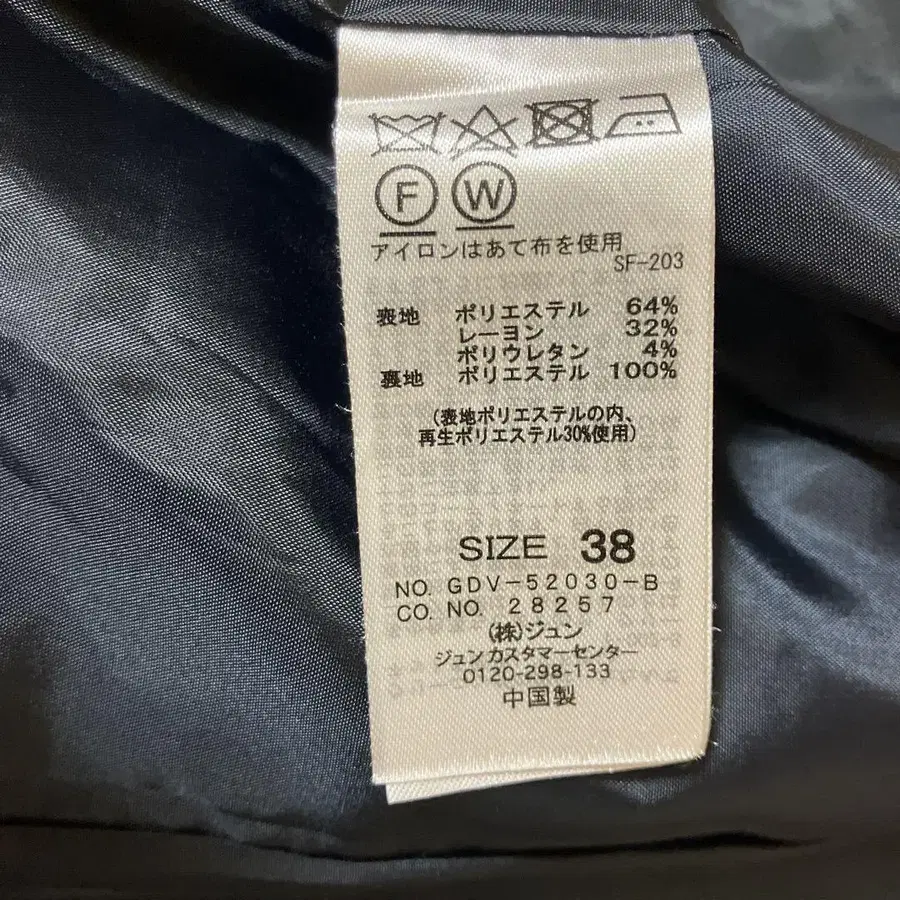 F W
アイロンはあて布を使用
SF-203
表地 ポリエステル 64%
レーヨン 32%
ポリウレタン 4%
裏地 ポリエステル 100%
(表地ポリエステルの内、
再生ポリエステル30%使用)
SIZE 38
NO. GDV-52030-B
CO. NO. 28257
(株)ジュン
ジュンカスタマーセンター
0120-298-133
中国製